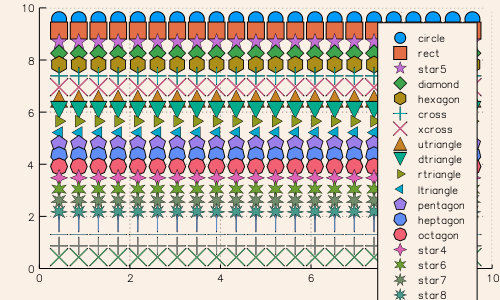 10
8
6
4
2
0
0
2
4
6
10
circle
rect
star5
diamond
hexagon
cross
xcross
utriangle
dtriangle
rtriangle
ltriangle
pentagon
heptagon
octagon
star4
star6
star7
star8